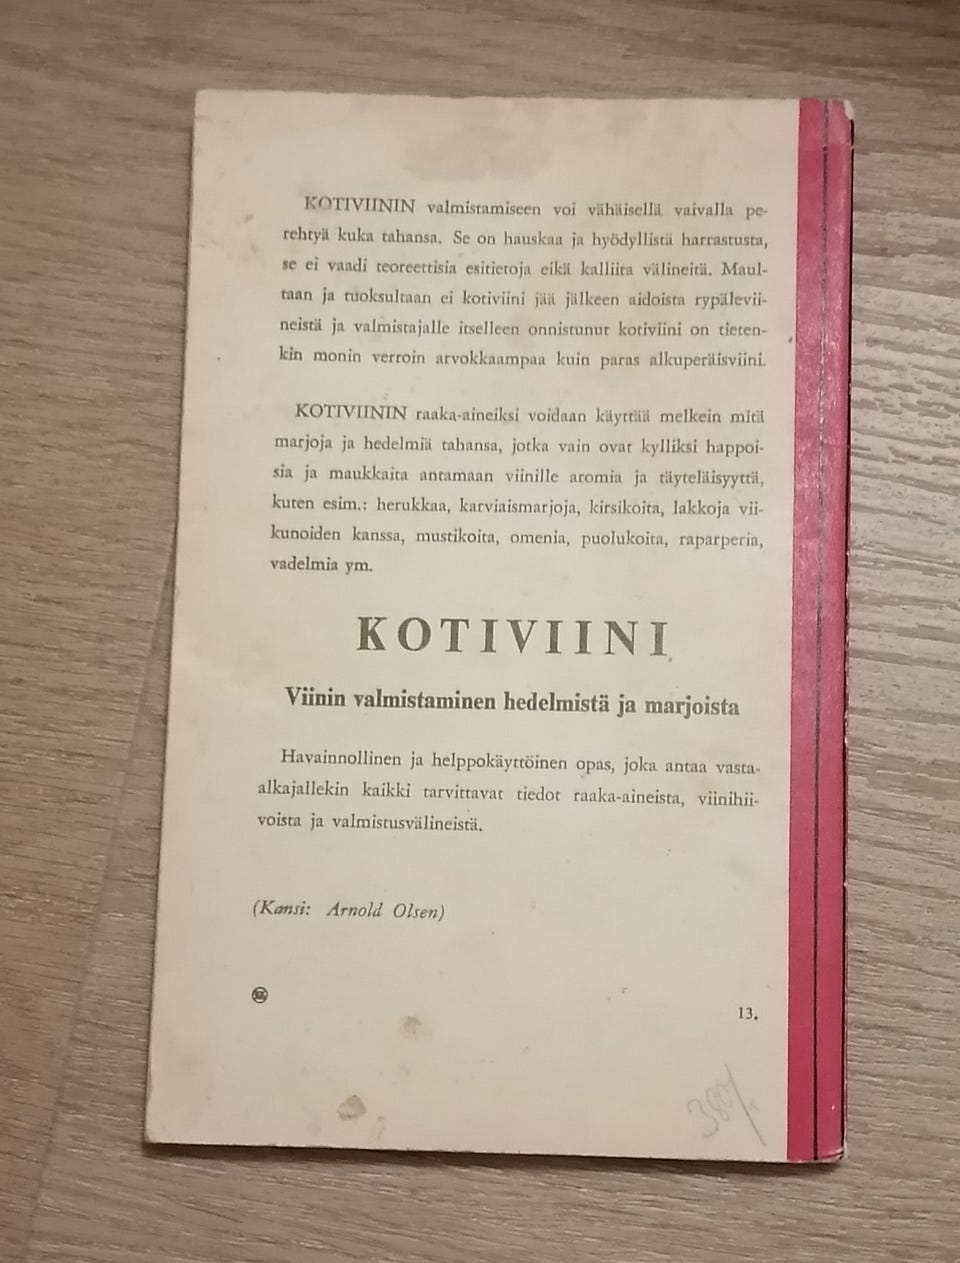 KOTIVIININ valmistamiseen voi vähäisellä vaivalla pe-
rehtyä kuka tahansa. Se on hauskaa ja hyödyllistä harrastusta,
se ei vaadi teoreettisia esitietoja eikä kalliita välineitä. Maul-
taan ja tuoksultaan ei kotiviini jää jälkeen aidoista rypälevii-
neistä ja valmistajalle itselleen onnistunut kotiviini on tieten-
kin monin verroin arvokkaampaa kuin paras alkuperäisviini.
KOTIVIININ raaka-aineiksi voidaan käyttää melkein mitä
marjoja ja hedelmiä tahansa, jotka vain ovat kylliksi happoi-
sia ja maukkaita antamaan viinille aromia ja täyteläisyyttä,
kuten esim.: herukkaa, karviaismarjoja, kirsikoita, lakkoja vii-
kunoiden kanssa, mustikoita, omenia, puolukoita, raparperia,
vadelmia ym.
KOTIVIINI
Viinin valmistaminen hedelmistä ja marjoista
Havainnollinen ja helppokäyttöinen opas, joka antaa vasta-
alkajallekin kaikki tarvittavat tiedot raaka-aineista, viinihii-
voista ja valmistusvälineistä.
(Kansi: Arnold Olsen)
13.